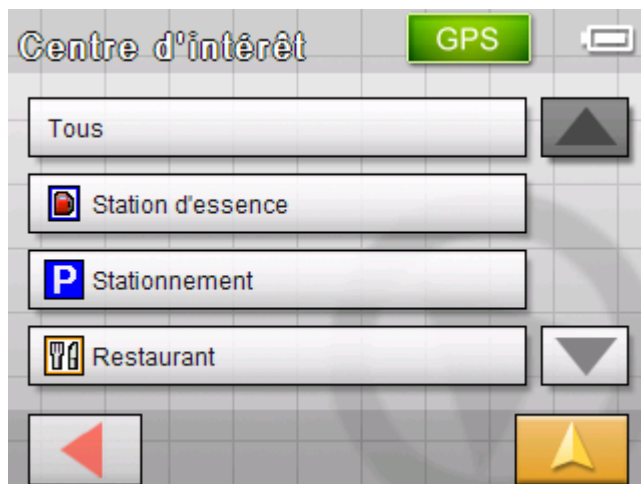 Centre d'intérêt
GPS
Tous
Station d'essence
P Stationnement
Restaurant